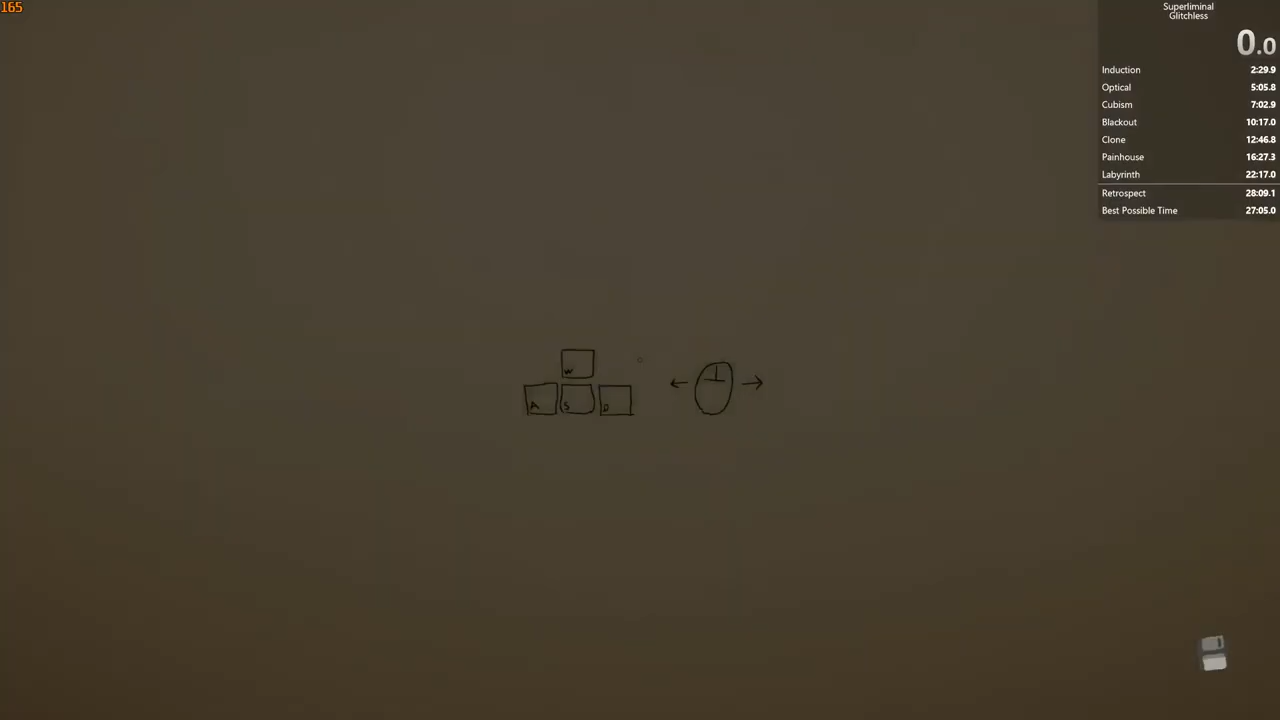 165
Superliminal
Glitchless
0.0
Induction 2:29.9
Optical 5:05.8
Cubism 7:02.9
Blackout 10:17.0
Clone 12:46.8
Painhouse 16:27.3
Labyrinth 22:17.0
Retrospect 28:09.1
Best Possible Time 27:05.0
W
A S D